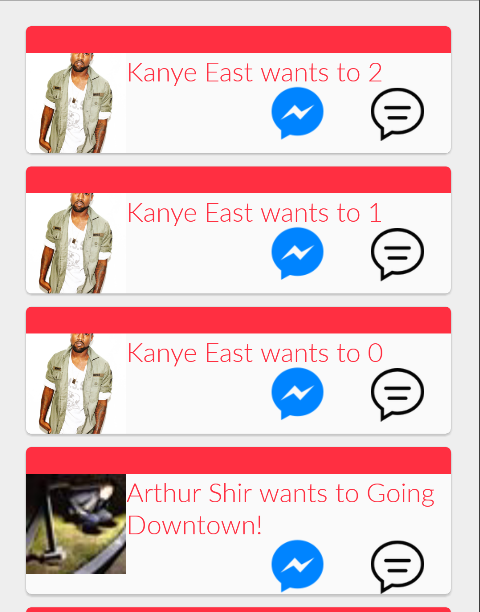 Kanye East wants to 2
Kanye East wants to 1
Kanye East wants to 0
Arthur Shir wants to Going
Downtown!